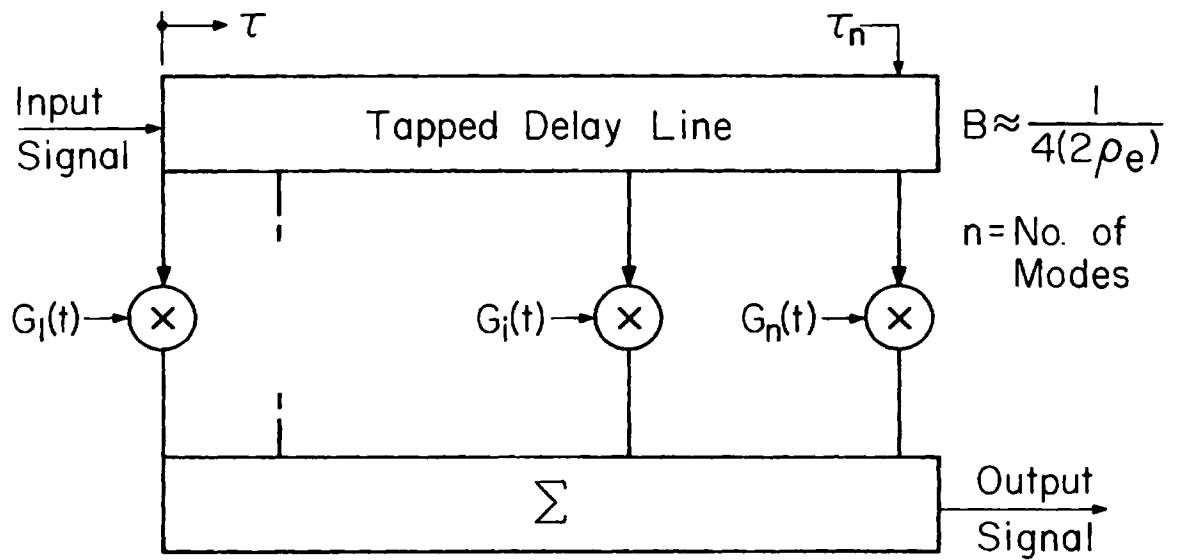 τ
τn
Input
Signal
Tapped Delay Line
B≈ 1/4(2ρe)
n=No. of
Modes
G1(t)
×
Gi(t)
×
Gn(t)
×
Σ
Output
Signal